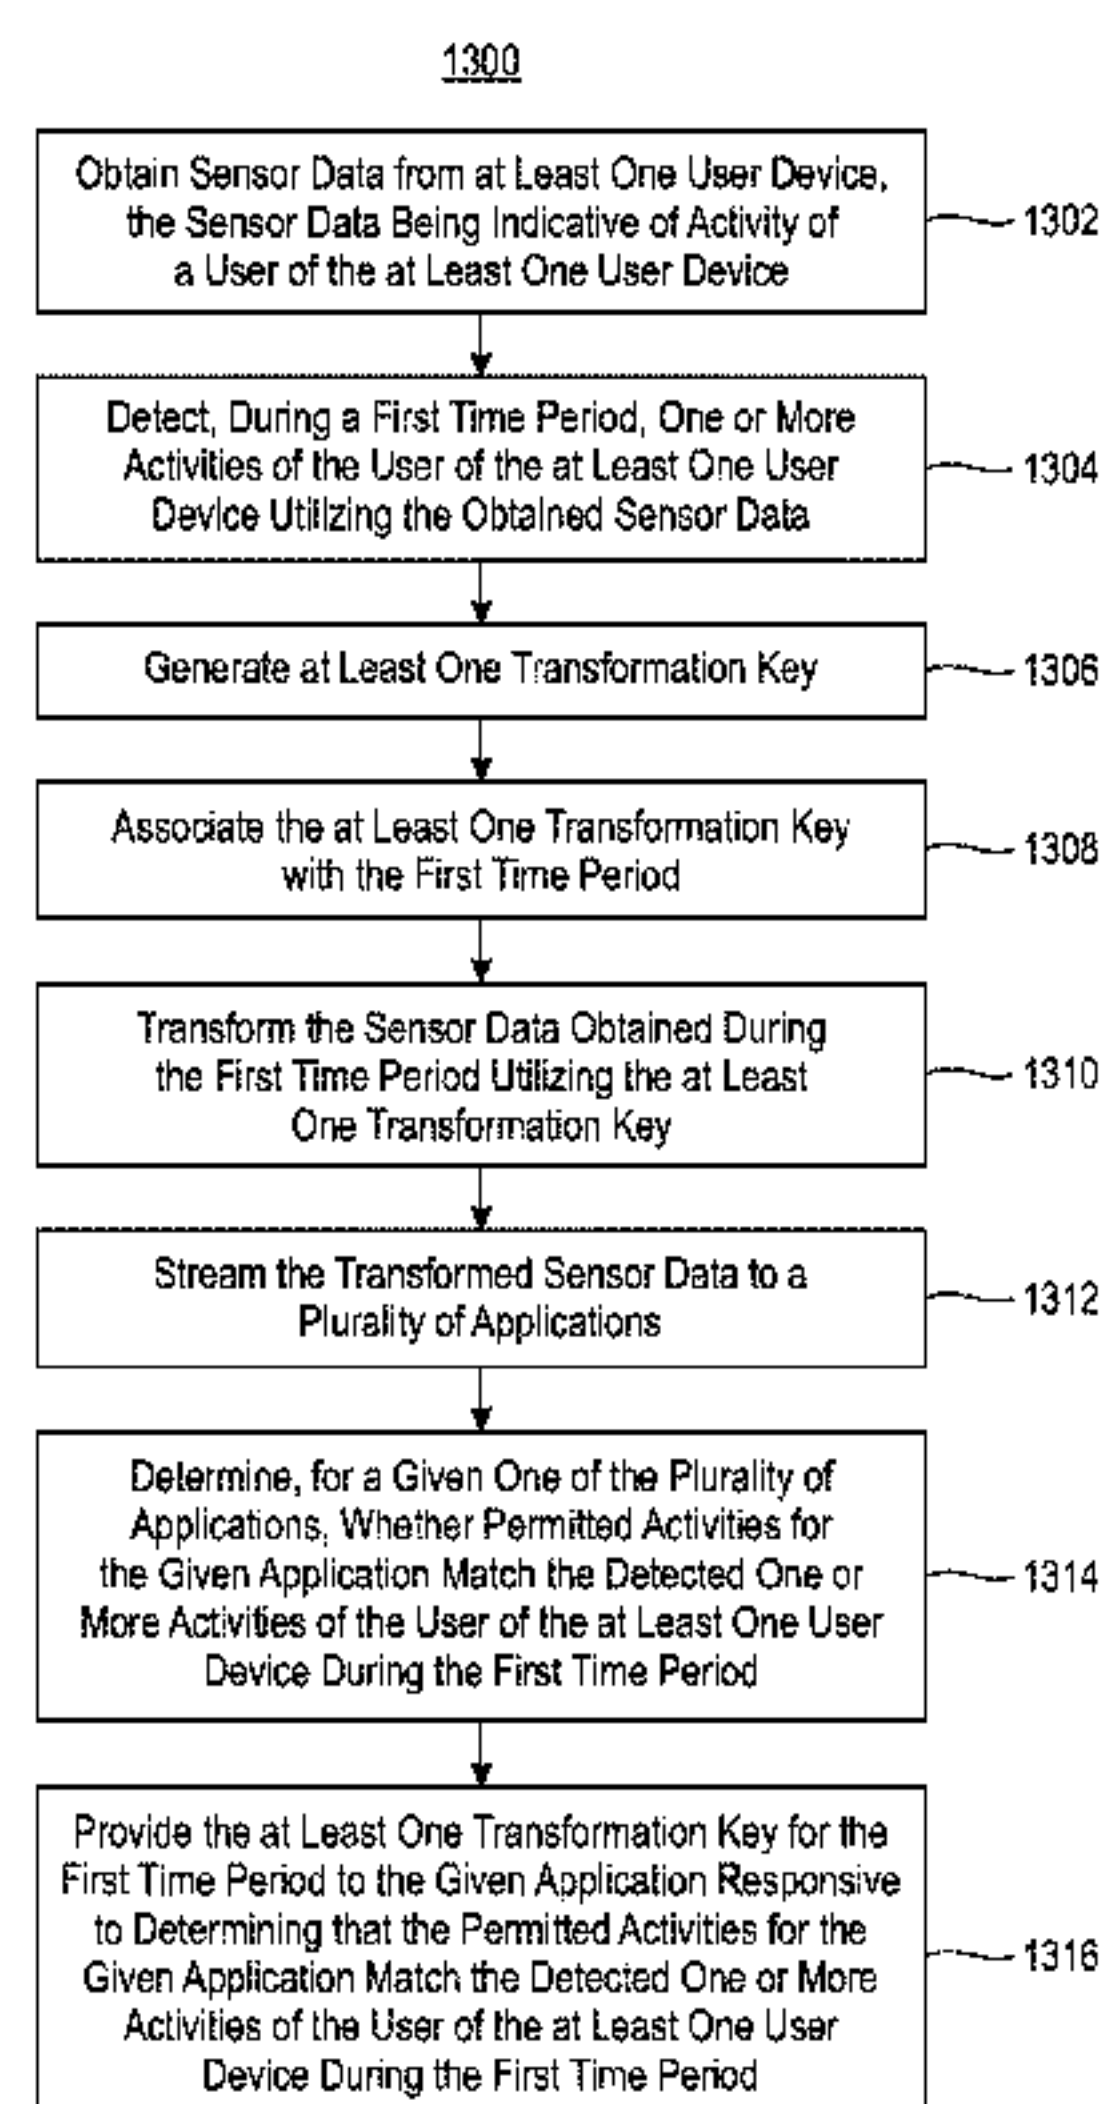 1300
Obtain Sensor Data from at Least One User Device,
the Sensor Data Being Indicative of Activity of
a User of the at Least One User Device
1302
Detect, During a First Time Period, One or More
Activities of the User of the at Least One User
Device Utilizing the Obtained Sensor Data
1304
Generate at Least One Transformation Key
1306
Associate the at Least One Transformation Key
with the First Time Period
1308
Transform the Sensor Data Obtained During
the First Time Period Utilizing the at Least
One Transformation Key
1310
Stream the Transformed Sensor Data to a
Plurality of Applications
1312
Determine, for a Given One of the Plurality of
Applications, Whether Permitted Activities for
the Given Application Match the Detected One or
More Activities of the User of the at Least One User
Device During the First Time Period
1314
Provide the at Least One Transformation Key for the
First Time Period to the Given Application Responsive
to Determining that the Permitted Activities for the
Given Application Match the Detected One or More
Activities of the User of the at Least One User
Device During the First Time Period
1316